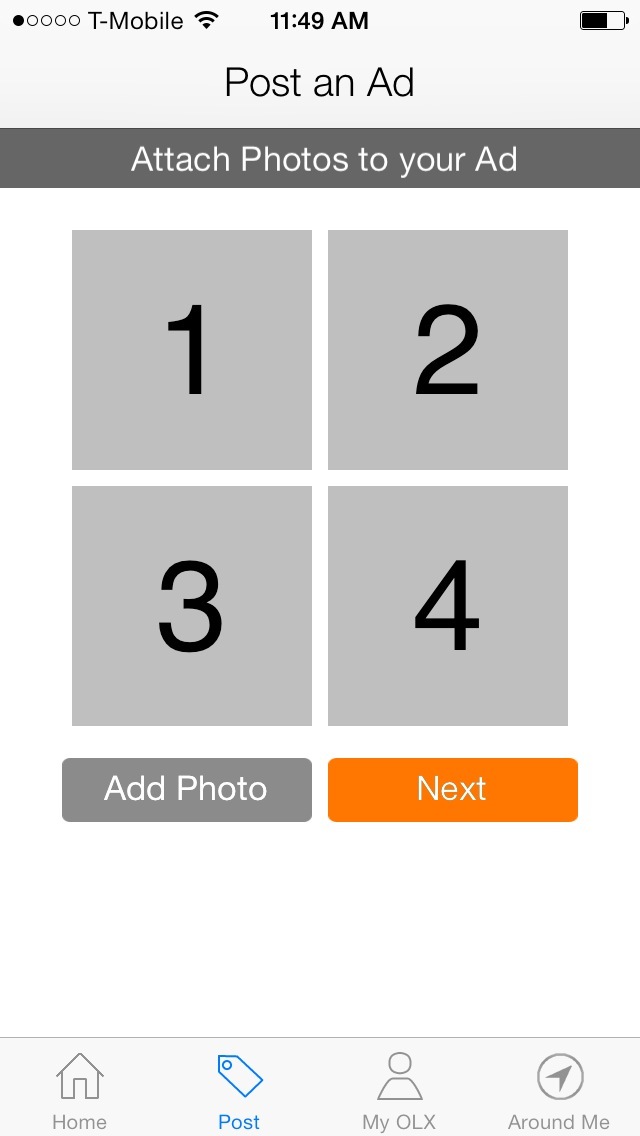 T-Mobile 11:49 AM
Post an Ad
Attach Photos to your Ad
1 2
3 4
Add Photo Next
Home Post My OLX Around Me